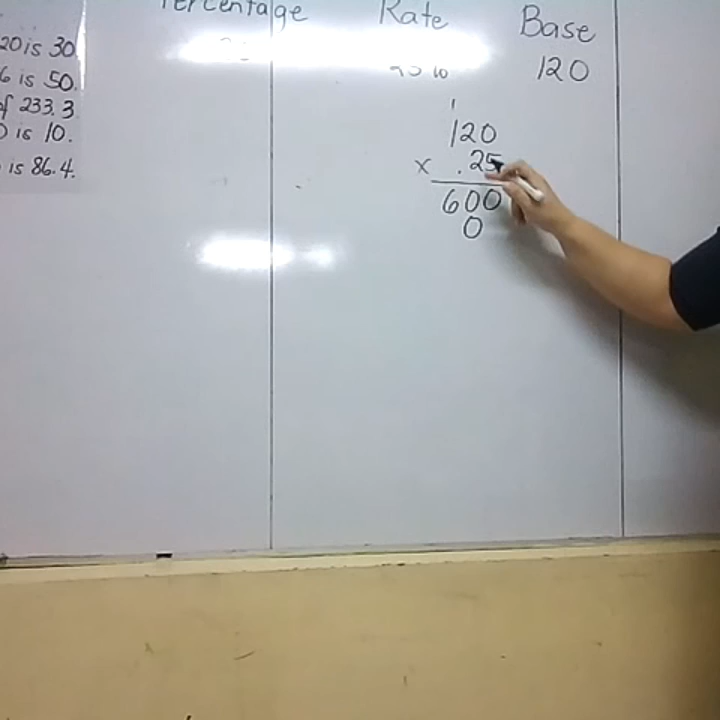 Percentage Rate Base
20 is 30.
6 is 50.
of 233.3
0 is 10.
is 86.4.
120
1
120
x .25
600
0